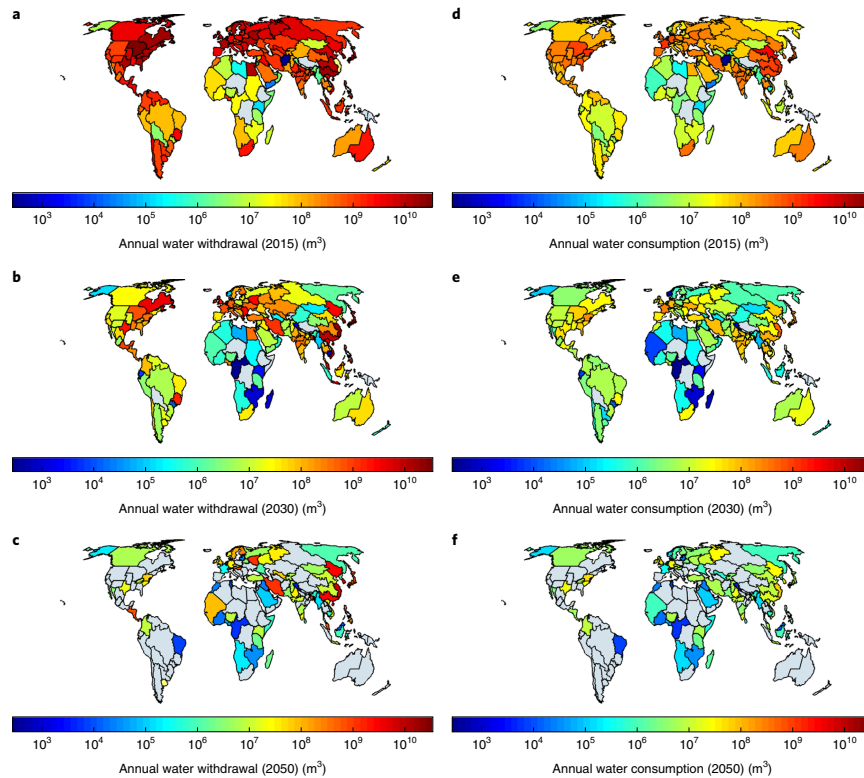 a
d
10³ 10⁴ 10⁵ 10⁶ 10⁷ 10⁸ 10⁹ 10¹⁰
Annual water withdrawal (2015) (m³)
10³ 10⁴ 10⁵ 10⁶ 10⁷ 10⁸ 10⁹ 10¹⁰
Annual water consumption (2015) (m³)
b
e
10³ 10⁴ 10⁵ 10⁶ 10⁷ 10⁸ 10⁹ 10¹⁰
Annual water withdrawal (2030) (m³)
10³ 10⁴ 10⁵ 10⁶ 10⁷ 10⁸ 10⁹ 10¹⁰
Annual water consumption (2030) (m³)
c
f
10³ 10⁴ 10⁵ 10⁶ 10⁷ 10⁸ 10⁹ 10¹⁰
Annual water withdrawal (2050) (m³)
10³ 10⁴ 10⁵ 10⁶ 10⁷ 10⁸ 10⁹ 10¹⁰
Annual water consumption (2050) (m³)